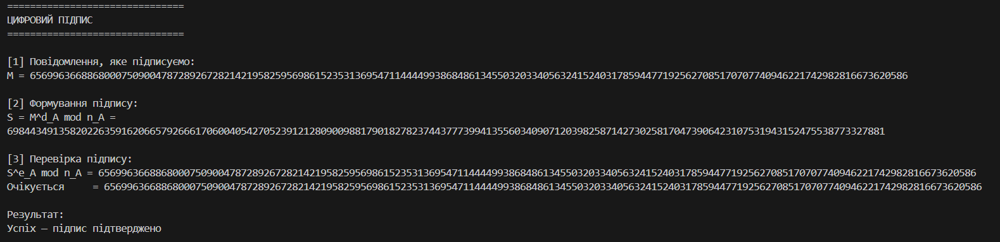 ===============================
ЦИФРОВИЙ ПІДПИС
===============================
[1] Повідомлення, яке підписуємо:
M = 6569963668868000750900478728926728214219582595698615235313695471144449938684861345503203340563241524031785944771925627085170707740946221742982816673620586
[2] Формування підпису:
S = M^d_A mod n_A =
6984434913582022635916206657926661706004054270523912128090098817901827823744377739941355603409071203982587142730258170473906423107531943152475538773327881
[3] Перевірка підпису:
S^e_A mod n_A = 6569963668868000750900478728926728214219582595698615235313695471144449938684861345503203340563241524031785944771925627085170707740946221742982816673620586
Очікується     = 6569963668868000750900478728926728214219582595698615235313695471144449938684861345503203340563241524031785944771925627085170707740946221742982816673620586
Результат:
Успіх — підпис підтверджено